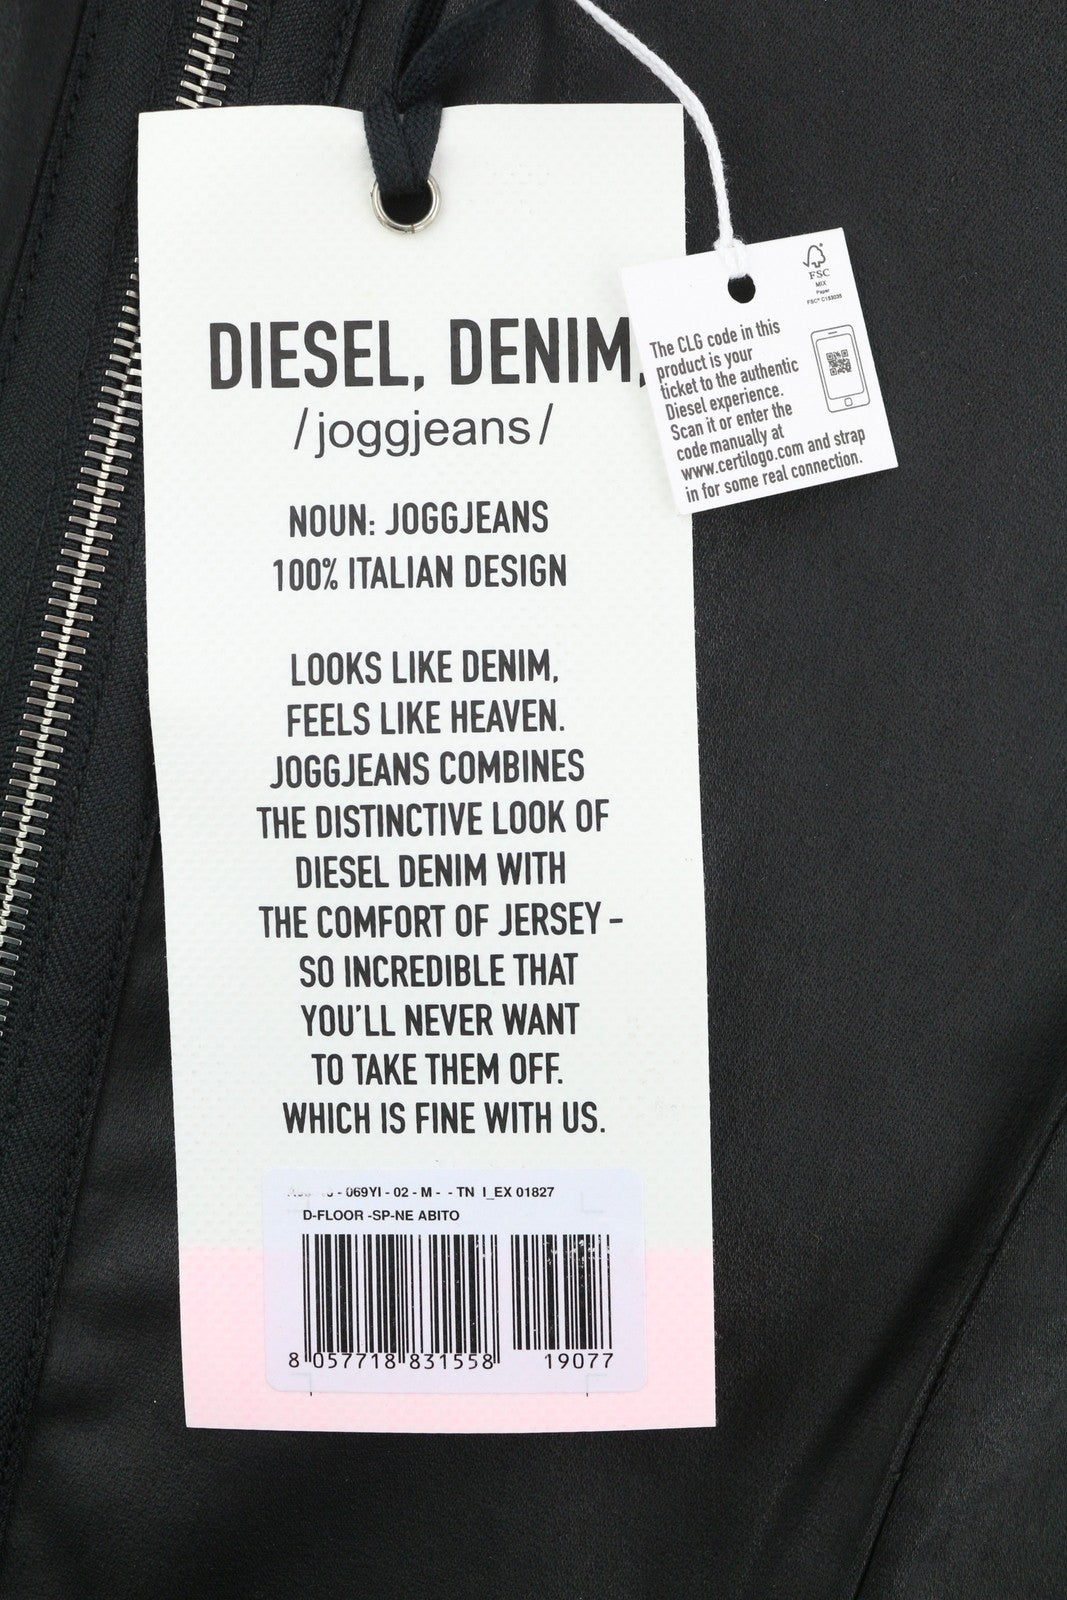 DIESEL, DENIM,
/joggjeans/
NOUN: JOGGJEANS
100% ITALIAN DESIGN
LOOKS LIKE DENIM,
FEELS LIKE HEAVEN.
JOGGJEANS COMBINES
THE DISTINCTIVE LOOK OF
DIESEL DENIM WITH
THE COMFORT OF JERSEY –
SO INCREDIBLE THAT
YOU'LL NEVER WANT
TO TAKE THEM OFF.
WHICH IS FINE WITH US.
- 069YI - 02 - M - - TN I_EX 01827
D-FLOOR -SP-NE ABITO
8 057718 831558 19077
FSC
MIX
Paper
FSC® C153035
The CLG code in this
product is your
ticket to the authentic
Diesel experience.
Scan it or enter the
code manually at
www.certilogo.com and strap
in for some real connection.